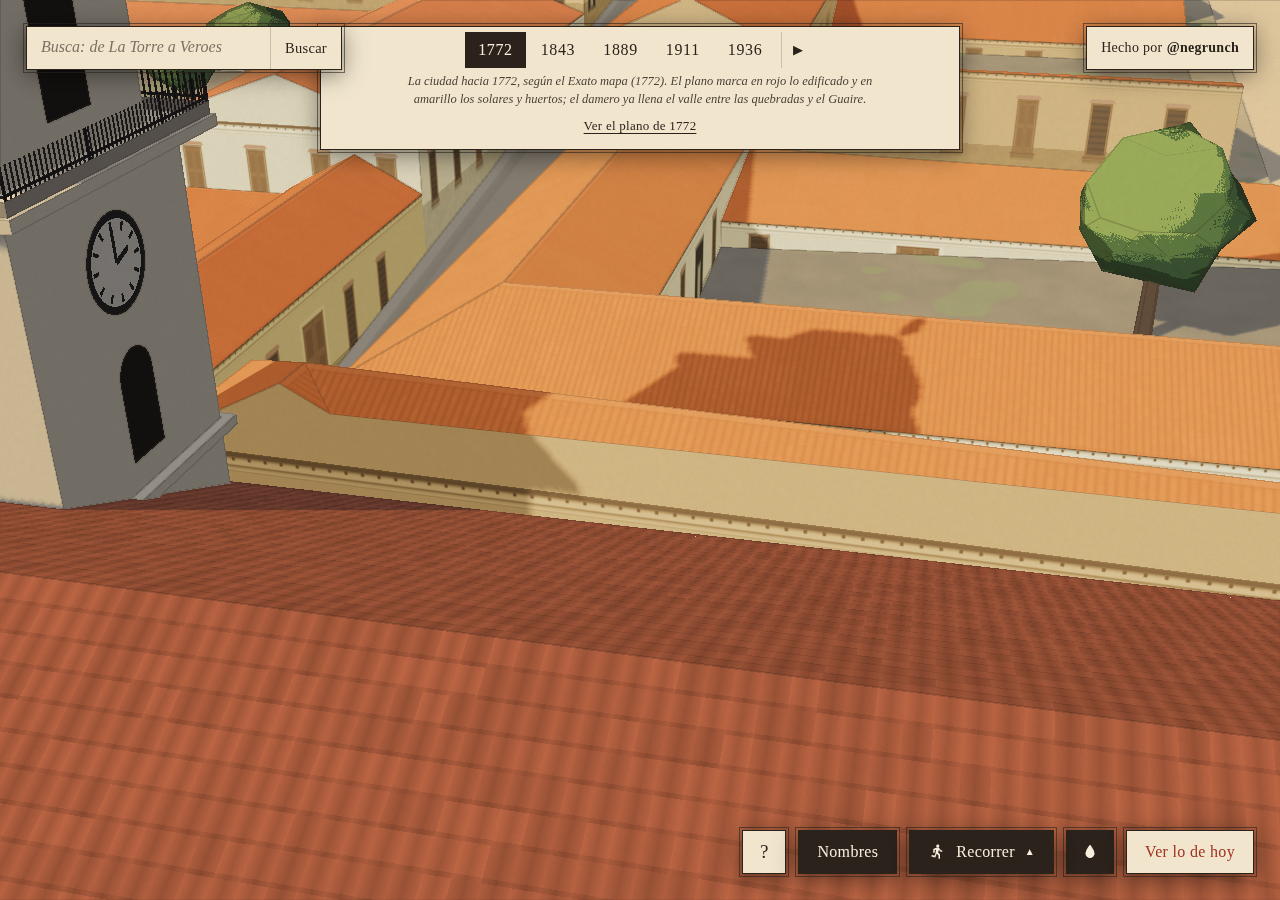 Busca: de La Torre a Veroes
Buscar
1772 1843 1889 1911 1936 ▶
La ciudad hacia 1772, según el Exato mapa (1772). El plano marca en rojo lo edificado y en
amarillo los solares y huertos; el damero ya llena el valle entre las quebradas y el Guaire.
Ver el plano de 1772
Hecho por @negrunch
?
Nombres
Recorrer ▲
Ver lo de hoy